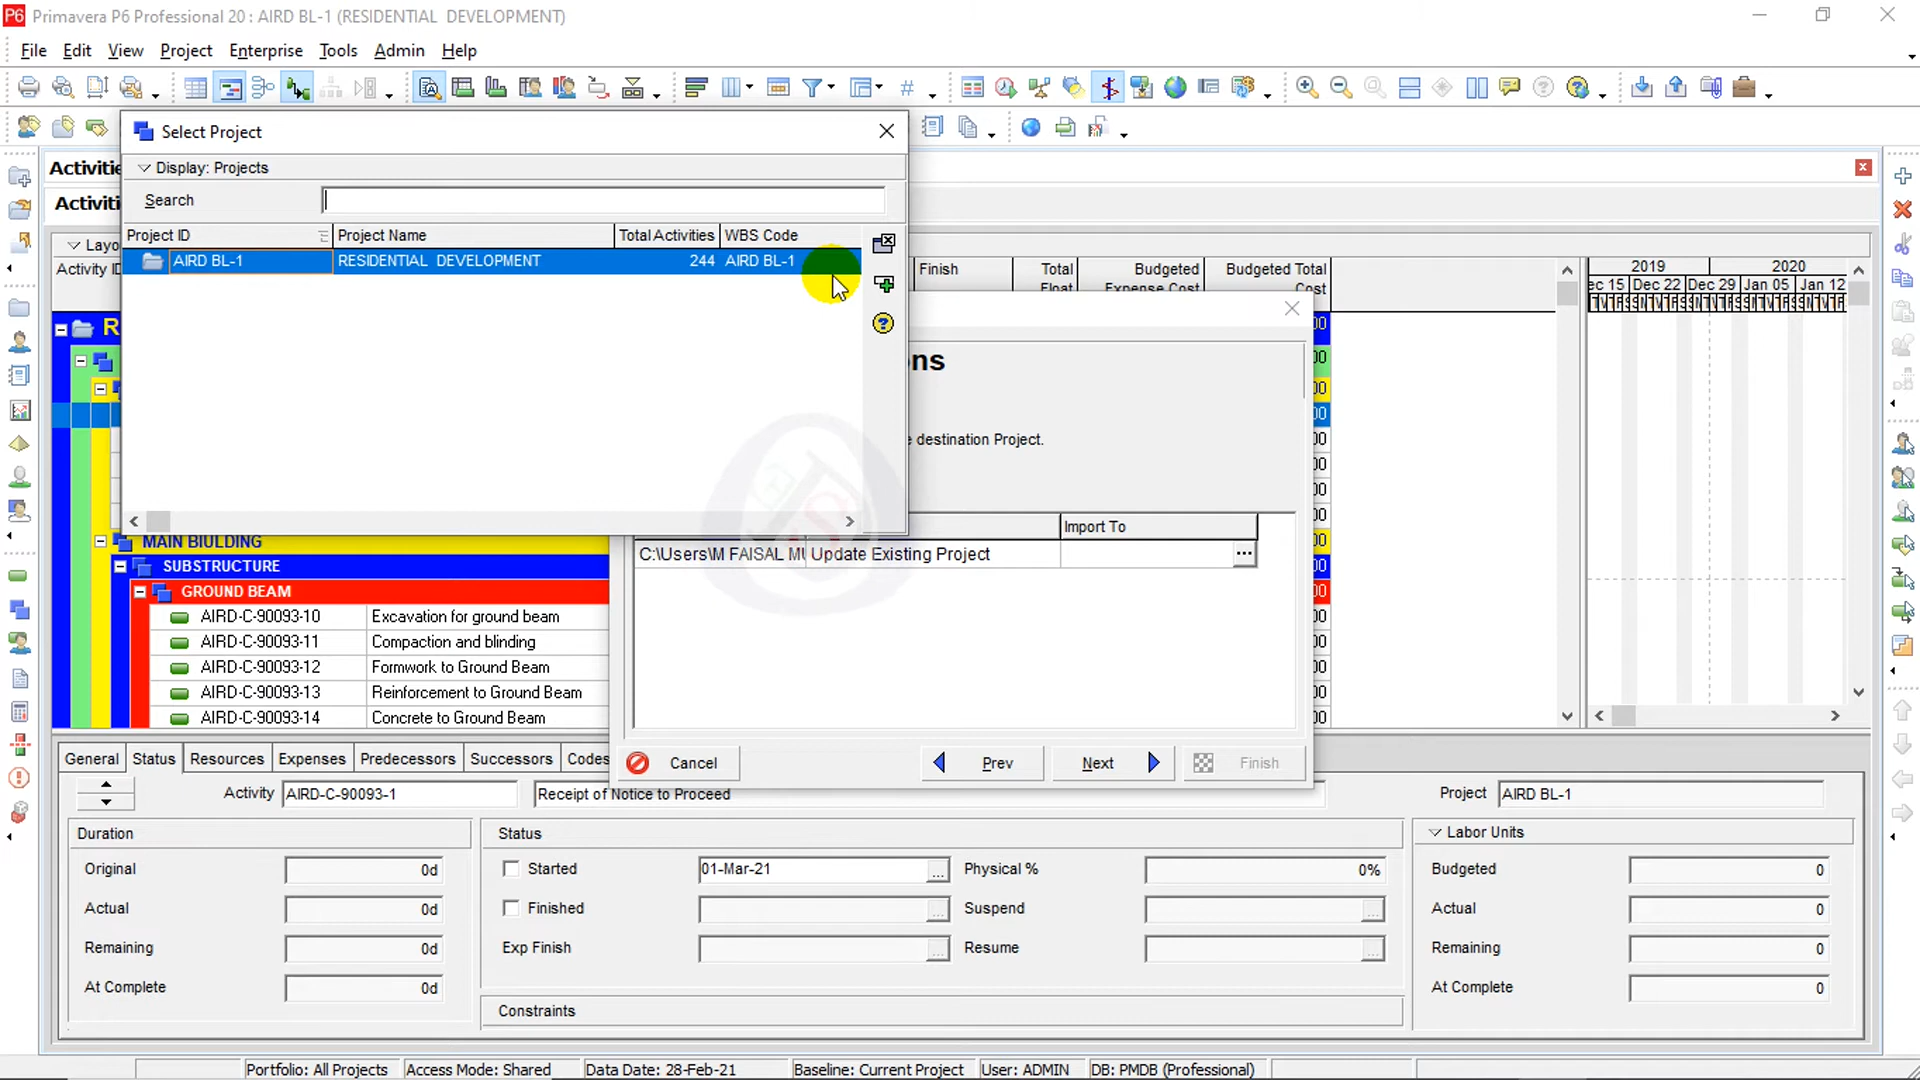 P6 Primavera P6 Professional 20 : AIRD BL-1 (RESIDENTIAL DEVELOPMENT)
File Edit View Project Enterprise Tools Admin Help
Select Project
Display: Projects
Search
Project ID Project Name Total Activities WBS Code
AIRD BL-1 RESIDENTIAL DEVELOPMENT 244 AIRD BL-1
Activitie
Activiti
Layo
Activity ID
Finish Total Float Budgeted Expense Cost Budgeted Total Cost
2019 2020
ec 15 Dec 22 Dec 29 Jan 05 Jan 12
R
ons
e destination Project.
Import To
C:\Users\M FAISAL MU Update Existing Project ...
MAIN BIULDING
SUBSTRUCTURE
GROUND BEAM
AIRD-C-90093-10 Excavation for ground beam
AIRD-C-90093-11 Compaction and blinding
AIRD-C-90093-12 Formwork to Ground Beam
AIRD-C-90093-13 Reinforcement to Ground Beam
AIRD-C-90093-14 Concrete to Ground Beam
Cancel Prev Next Finish
General Status Resources Expenses Predecessors Successors Codes
Activity AIRD-C-90093-1 Receipt of Notice to Proceed Project AIRD BL-1
Duration Status Labor Units
Original 0d Started 01-Mar-21 ... Physical % 0% Budgeted 0
Actual 0d Finished ... Suspend ... Actual 0
Remaining 0d Exp Finish ... Resume ... Remaining 0
At Complete 0d Constraints At Complete 0
Portfolio: All Projects Access Mode: Shared Data Date: 28-Feb-21 Baseline: Current Project User: ADMIN DB: PMDB (Professional)